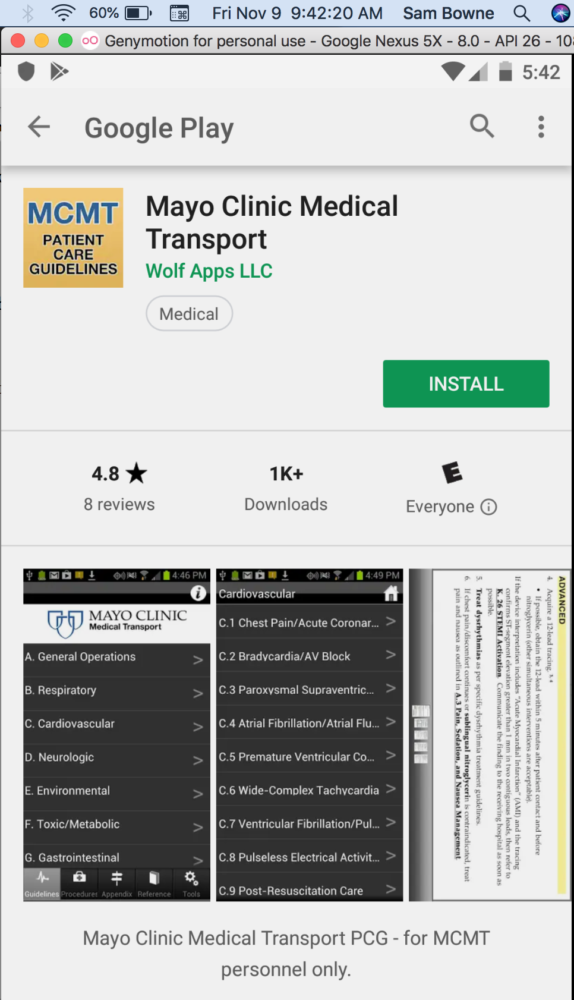 60% Fri Nov 9 9:42:20 AM Sam Bowne
Genymotion for personal use - Google Nexus 5X - 8.0 - API 26 - 108
5:42
Google Play
MCMT
PATIENT
CARE
GUIDELINES
Mayo Clinic Medical
Transport
Wolf Apps LLC
Medical
INSTALL
4.8 ★
8 reviews
1K+
Downloads
E
Everyone
4:46 PM
MAYO CLINIC
Medical Transport
A. General Operations >
B. Respiratory >
C. Cardiovascular >
D. Neurologic >
E. Environmental >
F. Toxic/Metabolic >
G. Gastrointestinal >
Guidelines Procedures Appendix Reference Tools
4:49 PM
Cardiovascular
C.1 Chest Pain/Acute Coronar... >
C.2 Bradycardia/AV Block >
C.3 Paroxysmal Supraventric... >
C.4 Atrial Fibrillation/Atrial Flu... >
C.5 Premature Ventricular Co... >
C.6 Wide-Complex Tachycardia >
C.7 Ventricular Fibrillation/Pul... >
C.8 Pulseless Electrical Activit... >
C.9 Post-Resuscitation Care >
ADVANCED
4. Acquire a 12-lead tracing. 3, 4
• If possible, obtain the 12-lead within 5 minutes after patient contact and before
nitroglycerin (other simultaneous interventions are acceptable).
If the device interpretation includes "Acute Myocardial Infarction" (AMI) and the tracing
confirms ST-segment elevation greater than 1 mm in two contiguous leads, then refer to
K. 26 STEMI Activation. Communicate the finding to the receiving hospital as soon as
possible.
5. Treat dysrhythmias as per specific dysrhythmia treatment guidelines.
6. If chest pain/discomfort continues or sublingual nitroglycerin is contraindicated, treat
pain and nausea as outlined in A.3 Pain, Sedation, and Nausea Management.
Mayo Clinic Medical Transport PCG - for MCMT
personnel only.